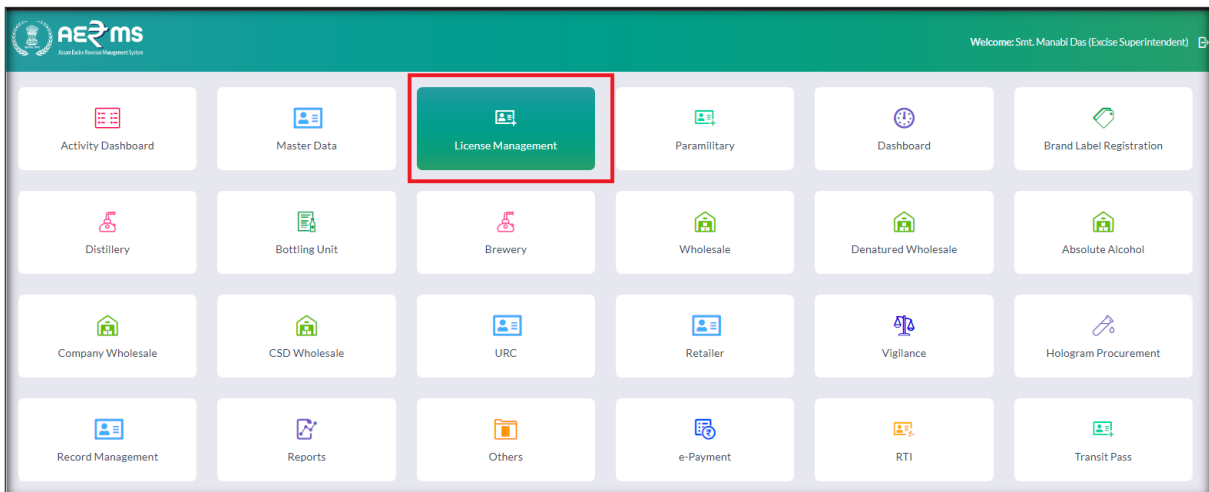 AE₹MS
Assam Excise Revenue Management System
Welcome: Smt. Manabi Das (Excise Superintendent)
Activity Dashboard
Master Data
License Management
Paramilitary
Dashboard
Brand Label Registration
Distillery
Bottling Unit
Brewery
Wholesale
Denatured Wholesale
Absolute Alcohol
Company Wholesale
CSD Wholesale
URC
Retailer
Vigilance
Hologram Procurement
Record Management
Reports
Others
e-Payment
RTI
Transit Pass